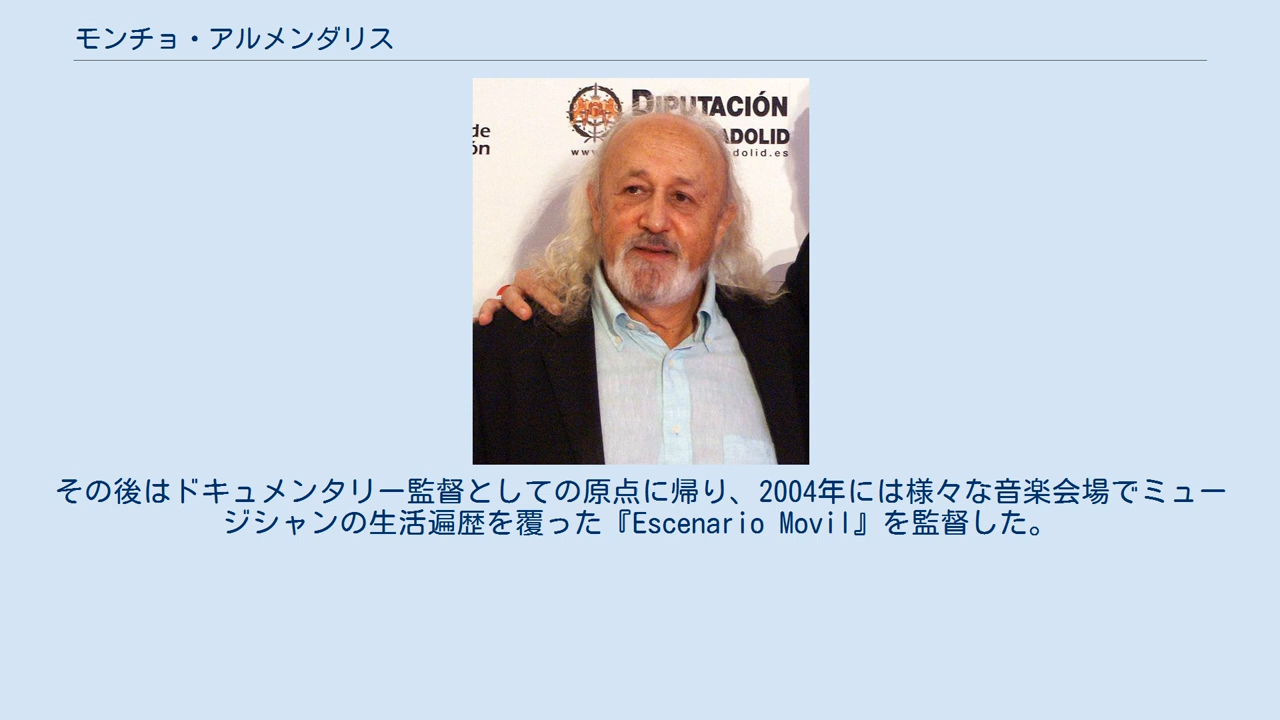 モンチョ・アルメンダリス
DIPUTACIÓN
de
ADOLID
ón
www
dolid.es
その後はドキュメンタリー監督としての原点に帰り、2004年には様々な音楽会場でミュー
ジシャンの生活遍歴を覆った『Escenario Movil』を監督した。